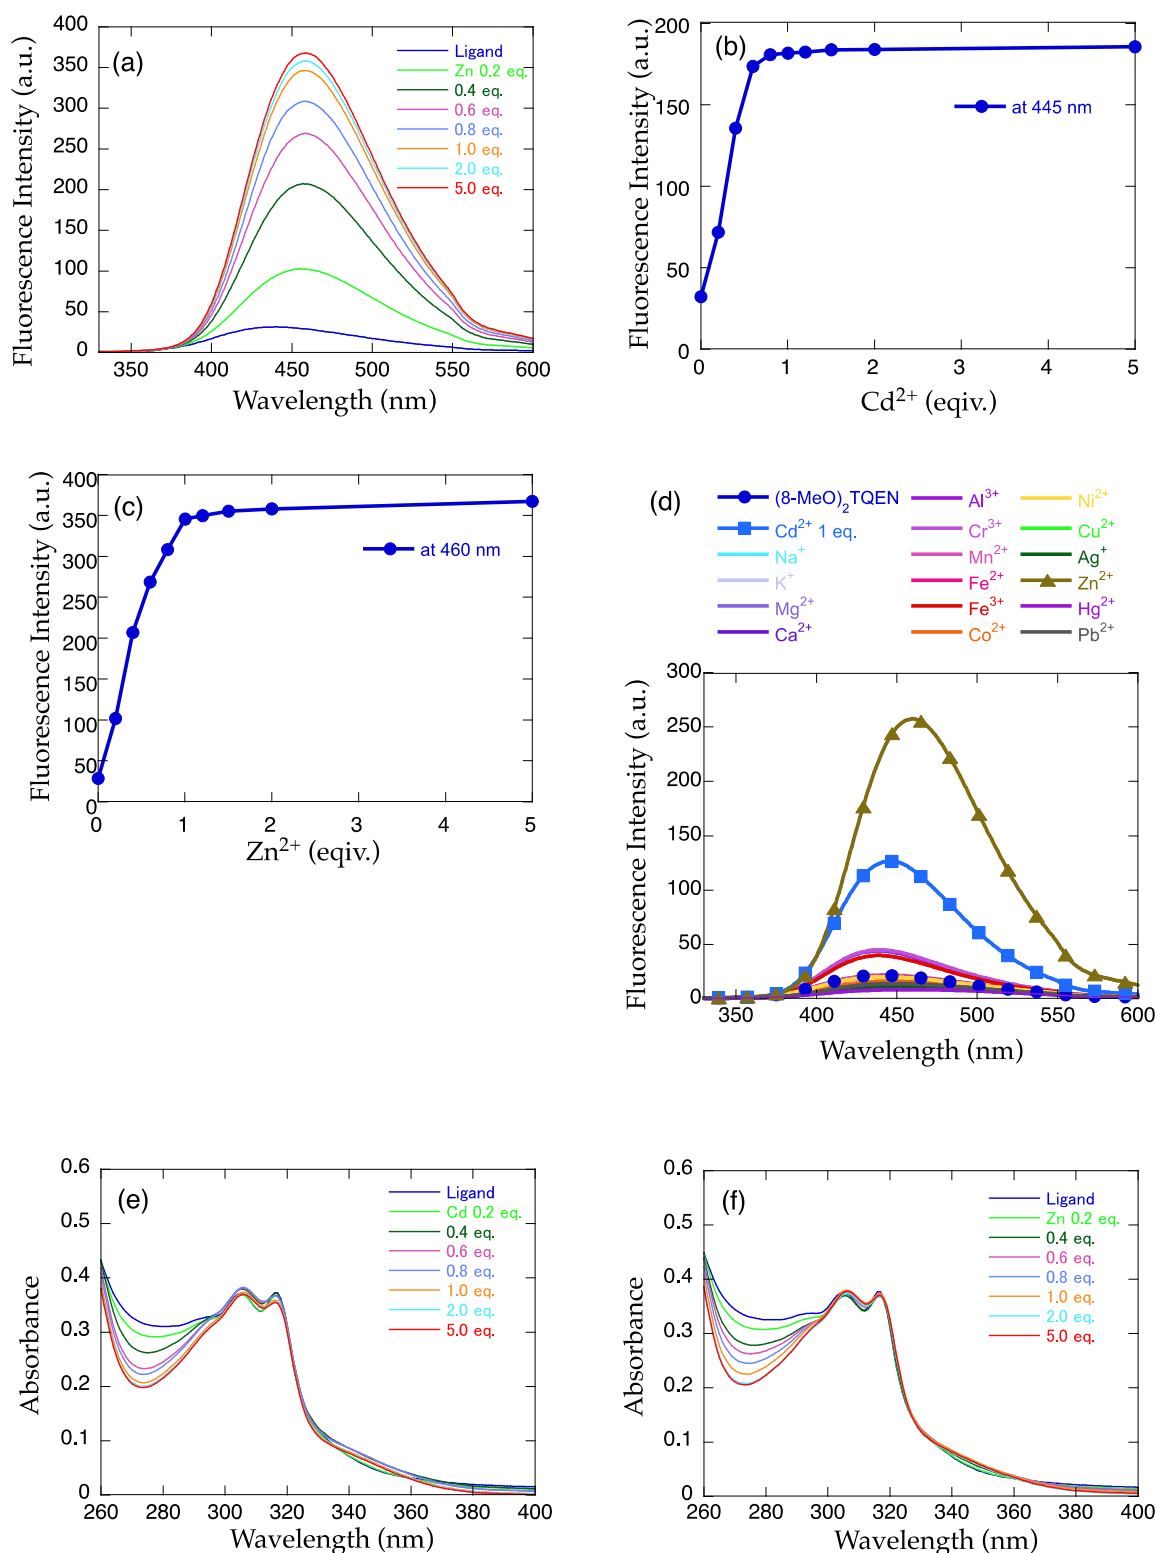 (a)
Fluorescence Intensity (a.u.)
400
350
300
250
200
150
100
50
0
350 400 450 500 550 600
Wavelength (nm)
Ligand
Zn 0.2 eq.
0.4 eq.
0.6 eq.
0.8 eq.
1.0 eq.
2.0 eq.
5.0 eq.
(b)
Fluorescence Intensity (a.u.)
200
150
100
50
0
0 1 2 3 4 5
Cd²⁺ (eqiv.)
at 445 nm
(c)
Fluorescence Intensity (a.u.)
400
350
300
250
200
150
100
50
0
0 1 2 3 4 5
Zn²⁺ (eqiv.)
at 460 nm
(d)
(8-MeO)₂TQEN
Cd²⁺ 1 eq.
Na⁺
K⁺
Mg²⁺
Ca²⁺
Al³⁺
Cr³⁺
Mn²⁺
Fe²⁺
Fe³⁺
Co²⁺
Ni²⁺
Cu²⁺
Ag⁺
Zn²⁺
Hg²⁺
Pb²⁺
Fluorescence Intensity (a.u.)
300
250
200
150
100
50
0
350 400 450 500 550 600
Wavelength (nm)
(e)
Absorbance
0.6
0.5
0.4
0.3
0.2
0.1
0
260 280 300 320 340 360 380 400
Wavelength (nm)
Ligand
Cd 0.2 eq.
0.4 eq.
0.6 eq.
0.8 eq.
1.0 eq.
2.0 eq.
5.0 eq.
(f)
Absorbance
0.6
0.5
0.4
0.3
0.2
0.1
0
260 280 300 320 340 360 380 400
Wavelength (nm)
Ligand
Zn 0.2 eq.
0.4 eq.
0.6 eq.
0.8 eq.
1.0 eq.
2.0 eq.
5.0 eq.